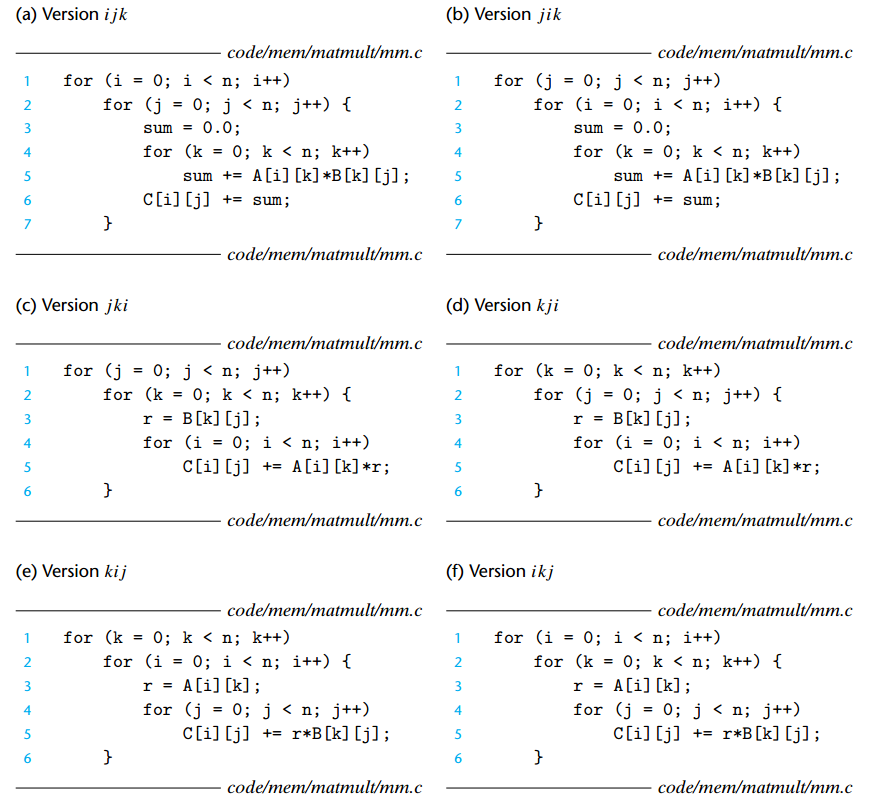 (a) Version ijk
code/mem/matmult/mm.c
1 for (i = 0; i < n; i++)
2 for (j = 0; j < n; j++) {
3 sum = 0.0;
4 for (k = 0; k < n; k++)
5 sum += A[i][k]*B[k][j];
6 C[i][j] += sum;
7 }
code/mem/matmult/mm.c
(b) Version jik
code/mem/matmult/mm.c
1 for (j = 0; j < n; j++)
2 for (i = 0; i < n; i++) {
3 sum = 0.0;
4 for (k = 0; k < n; k++)
5 sum += A[i][k]*B[k][j];
6 C[i][j] += sum;
7 }
code/mem/matmult/mm.c
(c) Version jki
code/mem/matmult/mm.c
1 for (j = 0; j < n; j++)
2 for (k = 0; k < n; k++) {
3 r = B[k][j];
4 for (i = 0; i < n; i++)
5 C[i][j] += A[i][k]*r;
6 }
code/mem/matmult/mm.c
(d) Version kji
code/mem/matmult/mm.c
1 for (k = 0; k < n; k++)
2 for (j = 0; j < n; j++) {
3 r = B[k][j];
4 for (i = 0; i < n; i++)
5 C[i][j] += A[i][k]*r;
6 }
code/mem/matmult/mm.c
(e) Version kij
code/mem/matmult/mm.c
1 for (k = 0; k < n; k++)
2 for (i = 0; i < n; i++) {
3 r = A[i][k];
4 for (j = 0; j < n; j++)
5 C[i][j] += r*B[k][j];
6 }
code/mem/matmult/mm.c
(f) Version ikj
code/mem/matmult/mm.c
1 for (i = 0; i < n; i++)
2 for (k = 0; k < n; k++) {
3 r = A[i][k];
4 for (j = 0; j < n; j++)
5 C[i][j] += r*B[k][j];
6 }
code/mem/matmult/mm.c